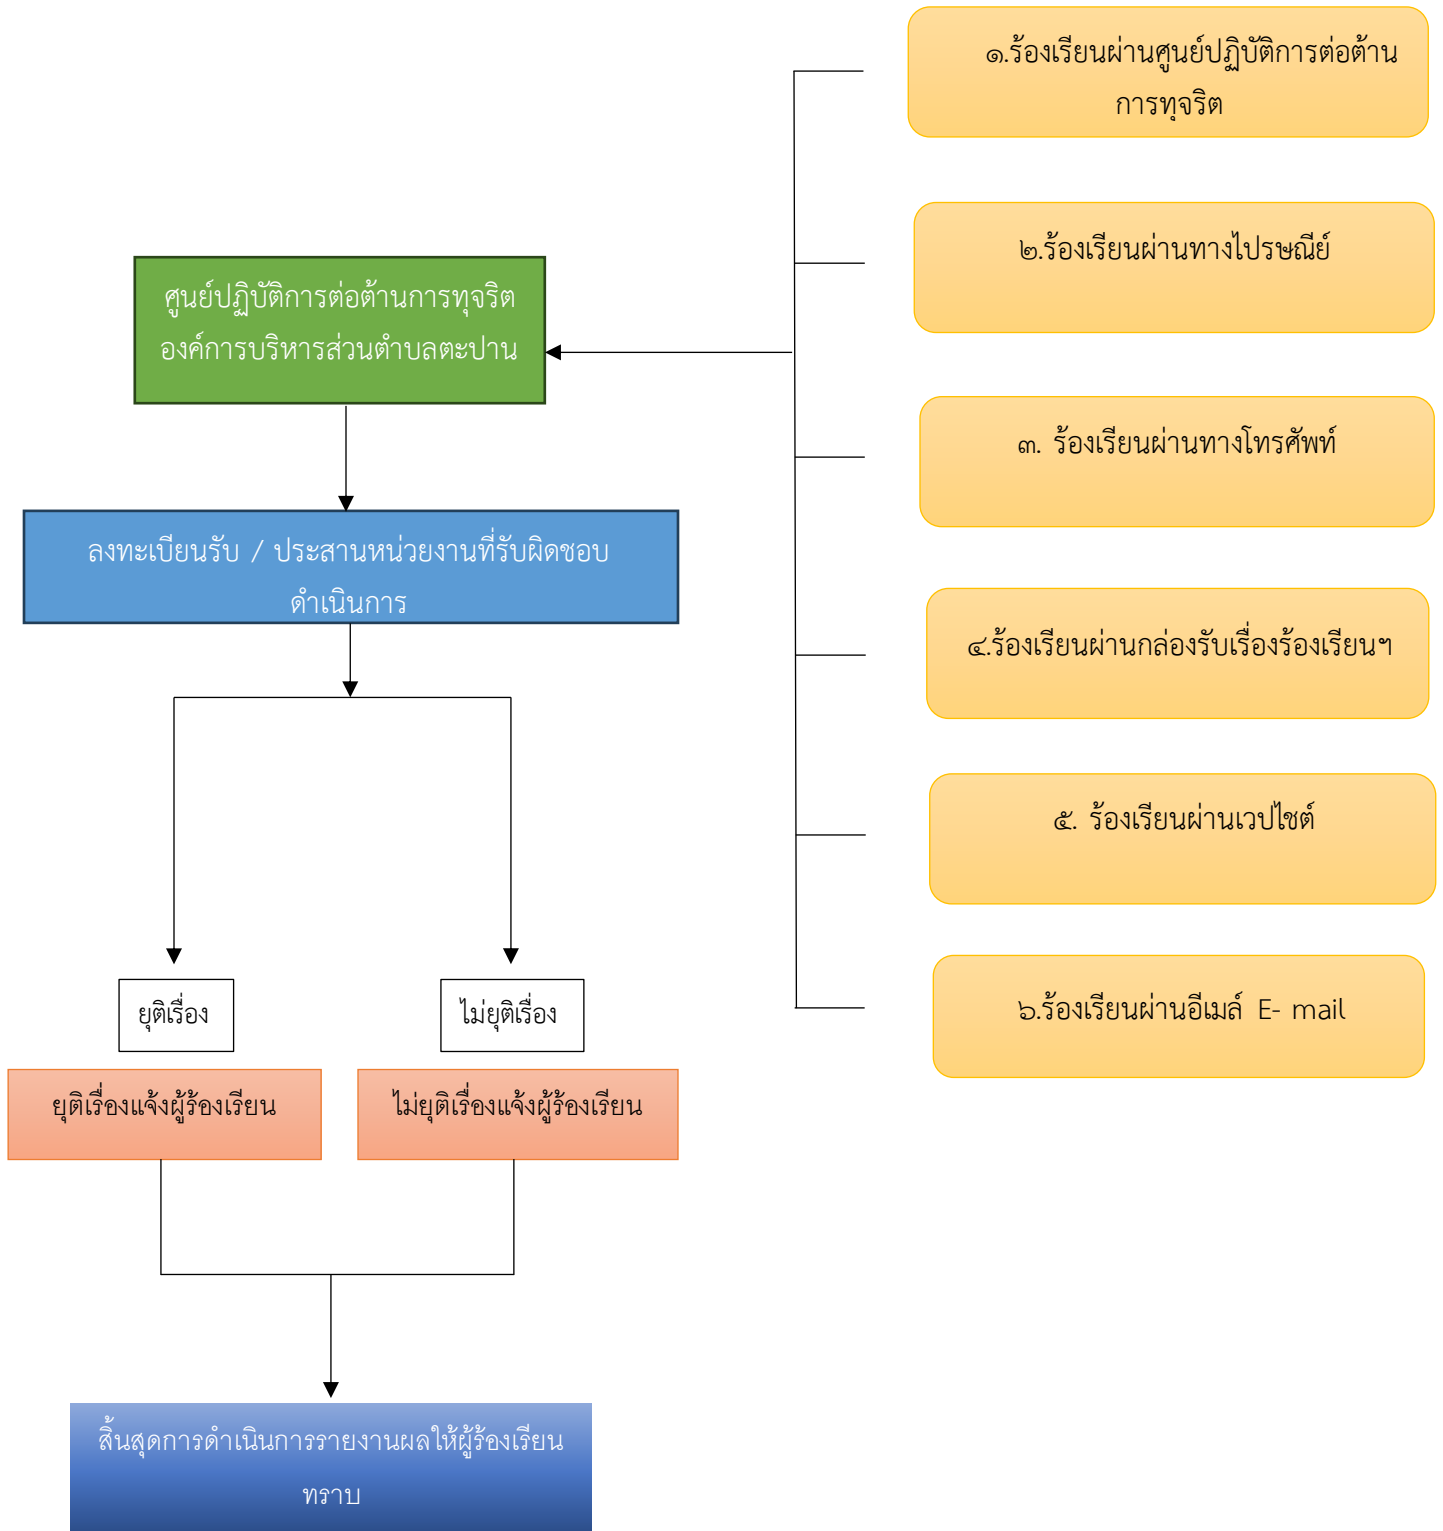 ๑.ร้องเรียนผ่านศูนย์ปฏิบัติการต่อต้าน
การทุจริต
๒.ร้องเรียนผ่านทางไปรษณีย์
ศูนย์ปฏิบัติการต่อต้านการทุจริต
องค์การบริหารส่วนตำบลตะปาน
๓. ร้องเรียนผ่านทางโทรศัพท์
ลงทะเบียนรับ / ประสานหน่วยงานที่รับผิดชอบ
ดำเนินการ
๔.ร้องเรียนผ่านกล่องรับเรื่องร้องเรียนฯ
๕. ร้องเรียนผ่านเวปไซต์
๖.ร้องเรียนผ่านอีเมล์ E- mail
ยุติเรื่อง
ไม่ยุติเรื่อง
ยุติเรื่องแจ้งผู้ร้องเรียน
ไม่ยุติเรื่องแจ้งผู้ร้องเรียน
สิ้นสุดการดำเนินการรายงานผลให้ผู้ร้องเรียน
ทราบ